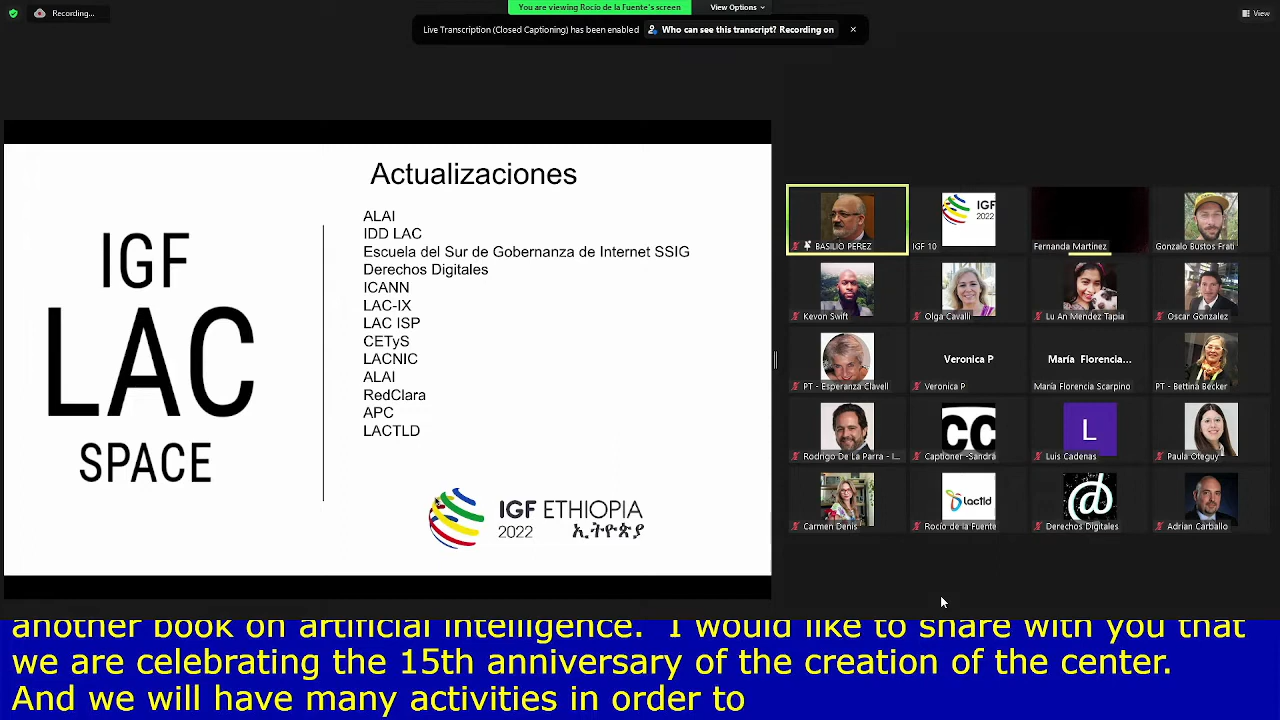 Recording...
You are viewing Rocío de la Fuente's screen
View Options
View
Live Transcription (Closed Captioning) has been enabled
Who can see this transcript? Recording on
IGF
LAC
SPACE
Actualizaciones
ALAI
IDD LAC
Escuela del Sur de Gobernanza de Internet SSIG
Derechos Digitales
ICANN
LAC-IX
LAC ISP
CETyS
LACNIC
ALAI
RedClara
APC
LACTLD
IGF ETHIOPIA
2022 ኢትዮጵያ
IGF
2022
BASILIO PEREZ
IGF 10
Fernanda Martinez
Gonzalo Bustos Frati
Kevon Swift
Olga Cavalli
Lu An Mendez Tapia
Oscar Gonzalez
Veronica P
María Florencia...
PT - Esperanza Clavell
Veronica P
María Florencia Scarpino
PT - Bettina Becker
CC
L
Rodrigo De La Parra - I...
Captioner -Sandra
Luis Cadenas
Paula Oteguy
lactld
@
Carmen Denis
Rocío de la Fuente
Derechos Digitales
Adrian Carballo
another book on artificial intelligence. I would like to share with you that
we are celebrating the 15th anniversary of the creation of the center.
And we will have many activities in order to